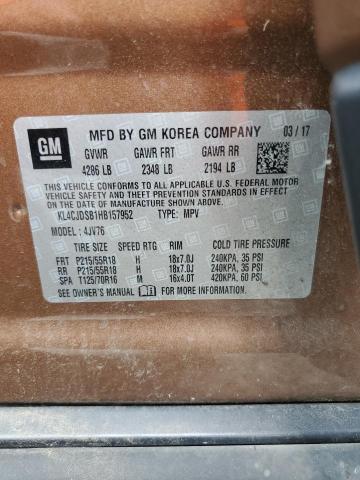 GM
MFD BY GM KOREA COMPANY 03/17
GVWR GAWR FRT GAWR RR
4286 LB 2348 LB 2194 LB
THIS VEHICLE CONFORMS TO ALL APPLICABLE U.S. FEDERAL MOTOR
VEHICLE SAFETY, BUMPER, AND THEFT PREVENTION STANDARDS IN
EFFECT ON THE DATE OF MANUFACTURE SHOWN ABOVE.
KL4CJDSB1HB157952 TYPE: MPV
MODEL : 4JV76
TIRE SIZE SPEED RTG RIM COLD TIRE PRESSURE
FRT P215/55R18 H 18x7.0J 240KPA, 35 PSI
RR P215/55R18 H 18x7.0J 240KPA, 35 PSI
SPA T125/70R16 M 16x4.0T 420KPA, 60 PSI
SEE OWNER'S MANUAL FOR ADDITIONAL INFORMATION.